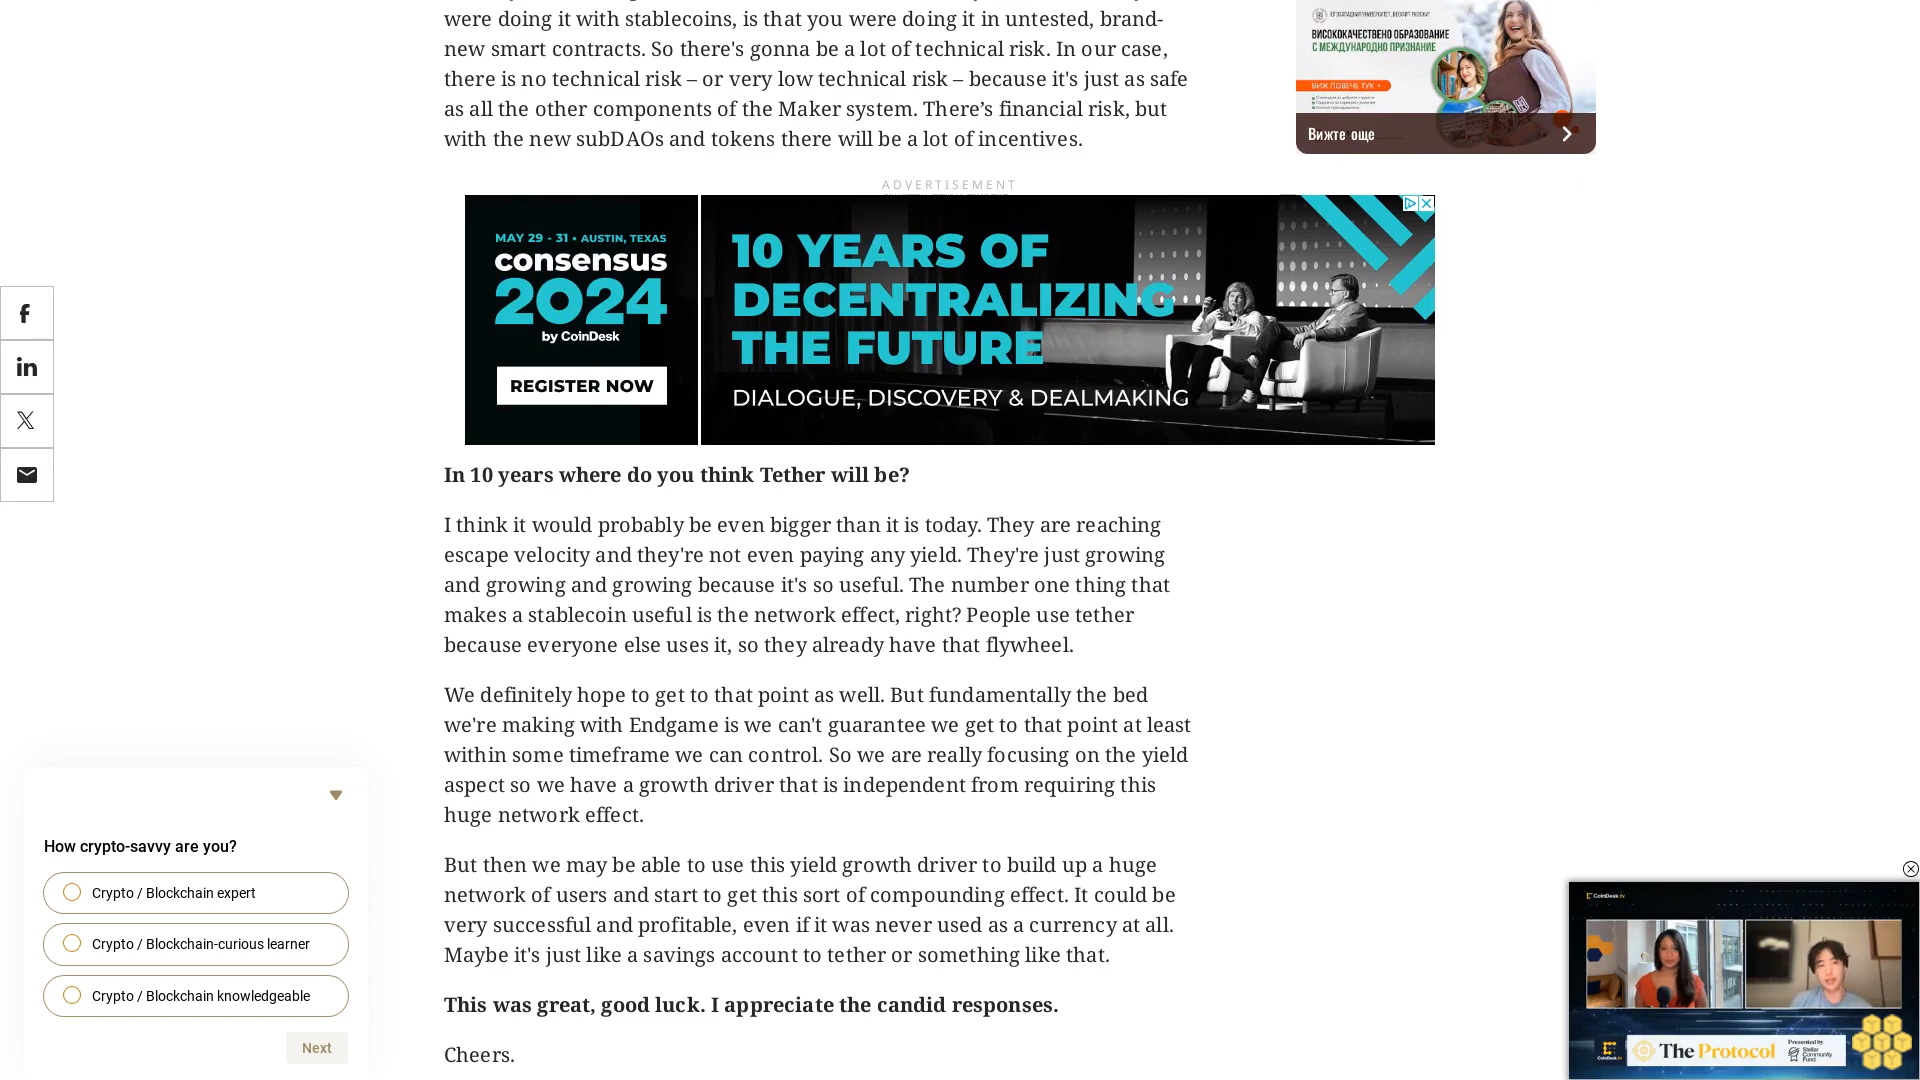 were doing it with stablecoins, is that you were doing it in untested, brand-
new smart contracts. So there's gonna be a lot of technical risk. In our case,
there is no technical risk – or very low technical risk – because it's just as safe
as all the other components of the Maker system. There’s financial risk, but
with the new subDAOs and tokens there will be a lot of incentives.
ЮГОЗАПАДНИЯ УНИВЕРСИТЕТ „НЕОФИТ РИЛСКИ“
ВИСОКОКАЧЕСТВЕНО ОБРАЗОВАНИЕ
С МЕЖДУНАРОДНО ПРИЗНАНИЕ
ВИЖ ПОВЕЧЕ ТУК
Вижте още
ADVERTISEMENT
MAY 29 - 31 • AUSTIN, TEXAS
consensus
2024
by CoinDesk
REGISTER NOW
10 YEARS OF
DECENTRALIZING
THE FUTURE
DIALOGUE, DISCOVERY & DEALMAKING
In 10 years where do you think Tether will be?
I think it would probably be even bigger than it is today. They are reaching
escape velocity and they're not even paying any yield. They're just growing
and growing and growing because it's so useful. The number one thing that
makes a stablecoin useful is the network effect, right? People use tether
because everyone else uses it, so they already have that flywheel.
We definitely hope to get to that point as well. But fundamentally the bed
we're making with Endgame is we can't guarantee we get to that point at least
within some timeframe we can control. So we are really focusing on the yield
aspect so we have a growth driver that is independent from requiring this
huge network effect.
But then we may be able to use this yield growth driver to build up a huge
network of users and start to get this sort of compounding effect. It could be
very successful and profitable, even if it was never used as a currency at all.
Maybe it's just like a savings account to tether or something like that.
This was great, good luck. I appreciate the candid responses.
Cheers.
How crypto-savvy are you?
Crypto / Blockchain expert
Crypto / Blockchain-curious learner
Crypto / Blockchain knowledgeable
Next
CoinDesk.tv
CoinDesk.tv
The Protocol
Presented by
Stellar
Community
Fund